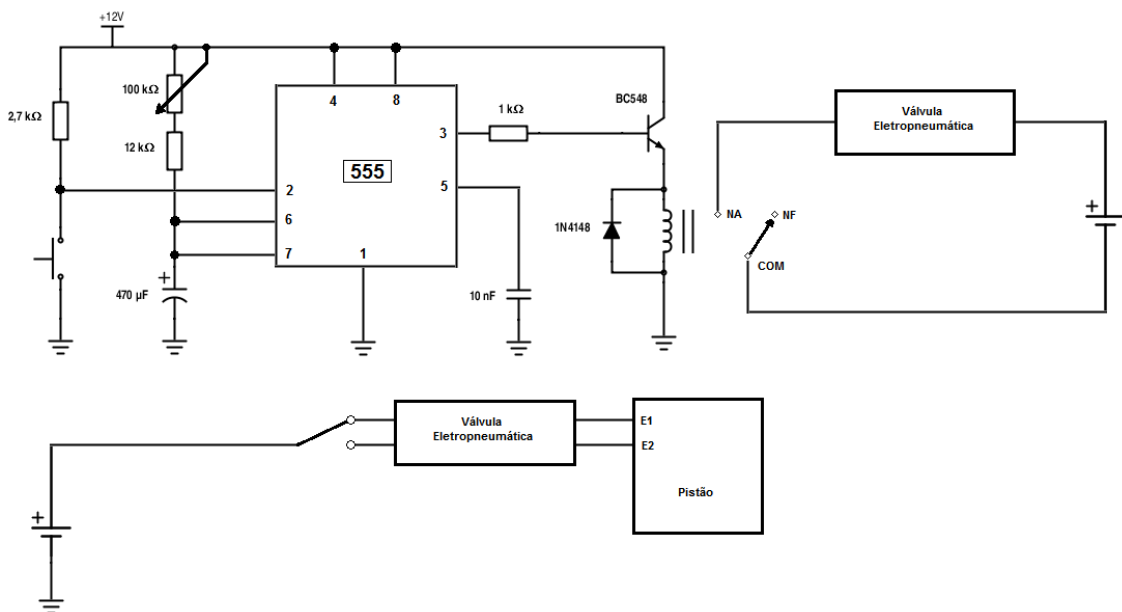 +12V
2,7 kΩ
100 kΩ
12 kΩ
470 µF
+
4
8
3
555
5
2
6
7
1
1 kΩ
10 nF
BC548
1N4148
Válvula
Eletropneumática
NA
NF
COM
+
Válvula
Eletropneumática
E1
E2
Pistão
+